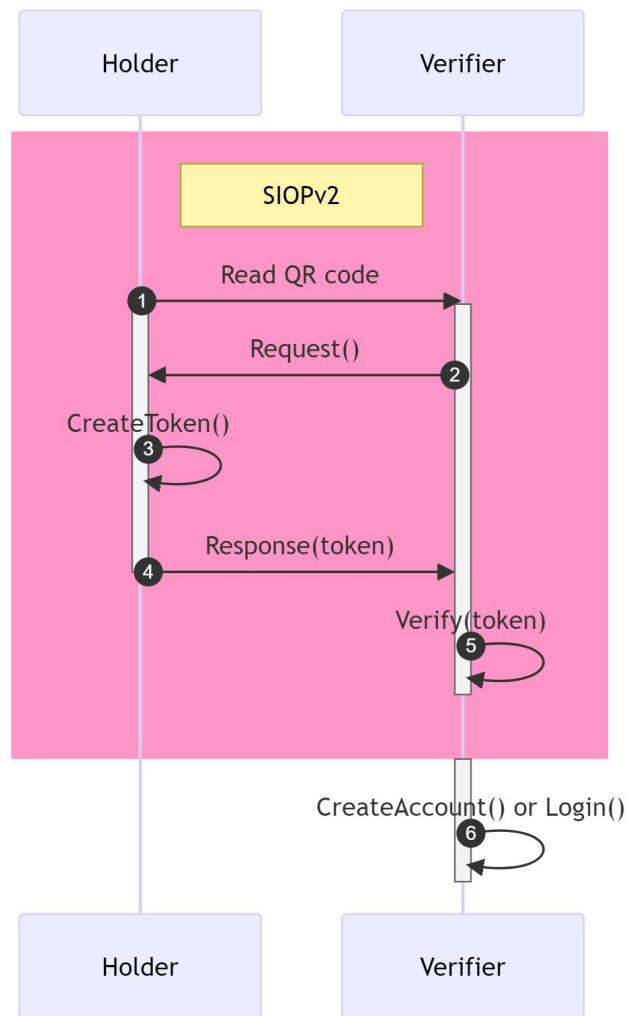 Holder
Verifier
SIOPv2
Read QR code
1
Request()
2
CreateToken()
3
Response(token)
4
Verify(token)
5
CreateAccount() or Login()
6
Holder
Verifier